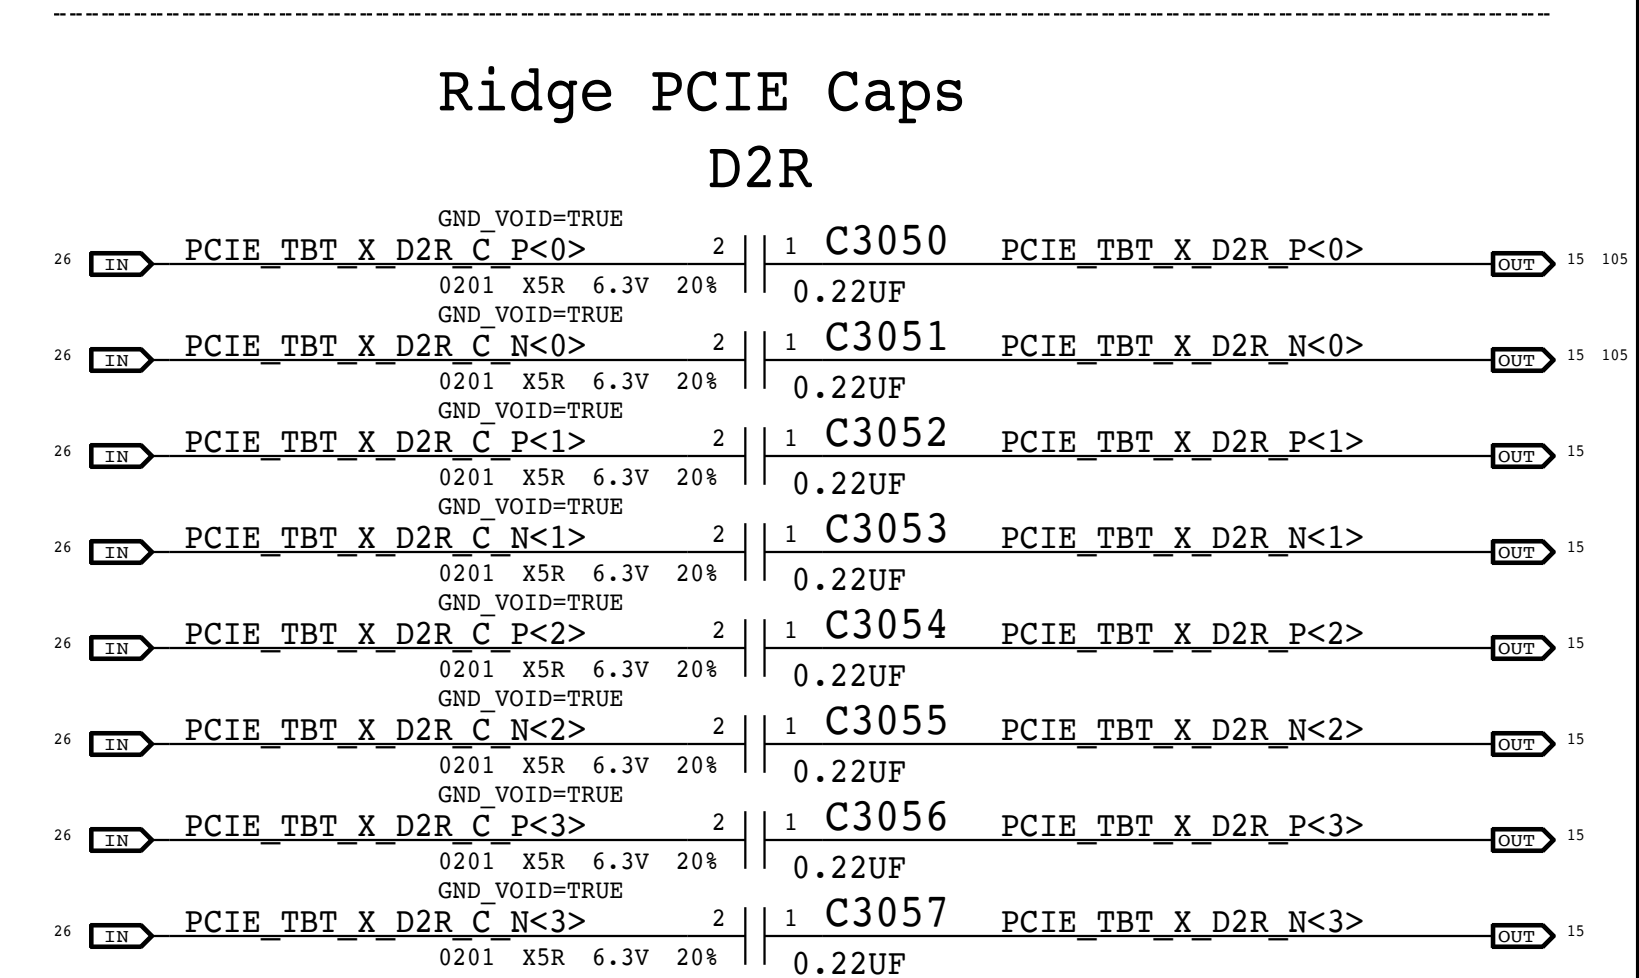 Ridge PCIE Caps
D2R
GND_VOID=TRUE
26 IN PCIE_TBT_X_D2R_C_P<0> 2 1 C3050 PCIE_TBT_X_D2R_P<0> OUT 15 105
0201 X5R 6.3V 20% 0.22UF
GND_VOID=TRUE
26 IN PCIE_TBT_X_D2R_C_N<0> 2 1 C3051 PCIE_TBT_X_D2R_N<0> OUT 15 105
0201 X5R 6.3V 20% 0.22UF
GND_VOID=TRUE
26 IN PCIE_TBT_X_D2R_C_P<1> 2 1 C3052 PCIE_TBT_X_D2R_P<1> OUT 15
0201 X5R 6.3V 20% 0.22UF
GND_VOID=TRUE
26 IN PCIE_TBT_X_D2R_C_N<1> 2 1 C3053 PCIE_TBT_X_D2R_N<1> OUT 15
0201 X5R 6.3V 20% 0.22UF
GND_VOID=TRUE
26 IN PCIE_TBT_X_D2R_C_P<2> 2 1 C3054 PCIE_TBT_X_D2R_P<2> OUT 15
0201 X5R 6.3V 20% 0.22UF
GND_VOID=TRUE
26 IN PCIE_TBT_X_D2R_C_N<2> 2 1 C3055 PCIE_TBT_X_D2R_N<2> OUT 15
0201 X5R 6.3V 20% 0.22UF
GND_VOID=TRUE
26 IN PCIE_TBT_X_D2R_C_P<3> 2 1 C3056 PCIE_TBT_X_D2R_P<3> OUT 15
0201 X5R 6.3V 20% 0.22UF
GND_VOID=TRUE
26 IN PCIE_TBT_X_D2R_C_N<3> 2 1 C3057 PCIE_TBT_X_D2R_N<3> OUT 15
0201 X5R 6.3V 20% 0.22UF